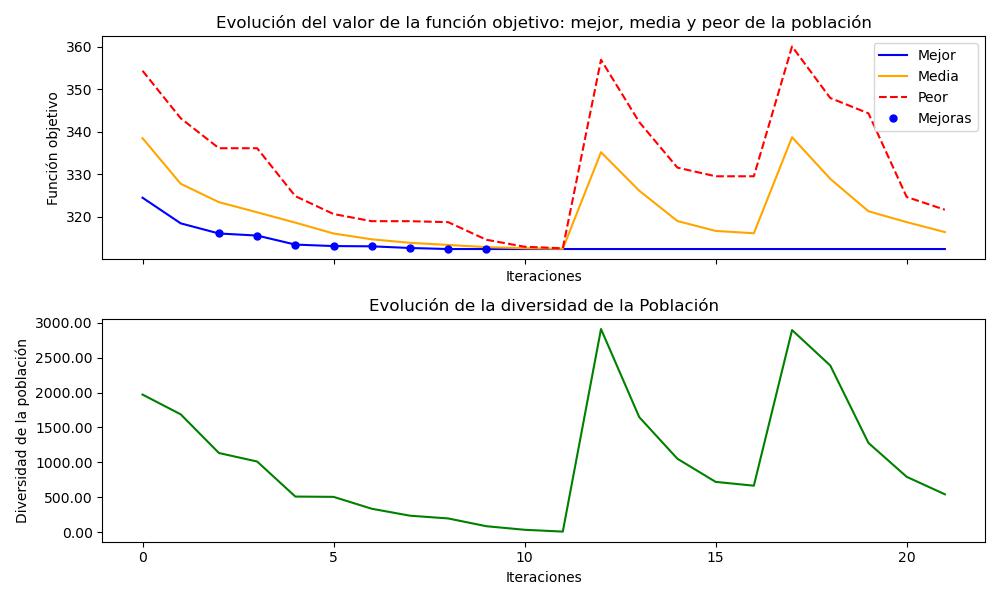 Evolución del valor de la función objetivo: mejor, media y peor de la población
360
350
340
330
320
Función objetivo
Mejor
Media
Peor
Mejoras
Iteraciones
Evolución de la diversidad de la Población
3000.00
2500.00
2000.00
1500.00
1000.00
500.00
0.00
Diversidad de la población
0 5 10 15 20
Iteraciones